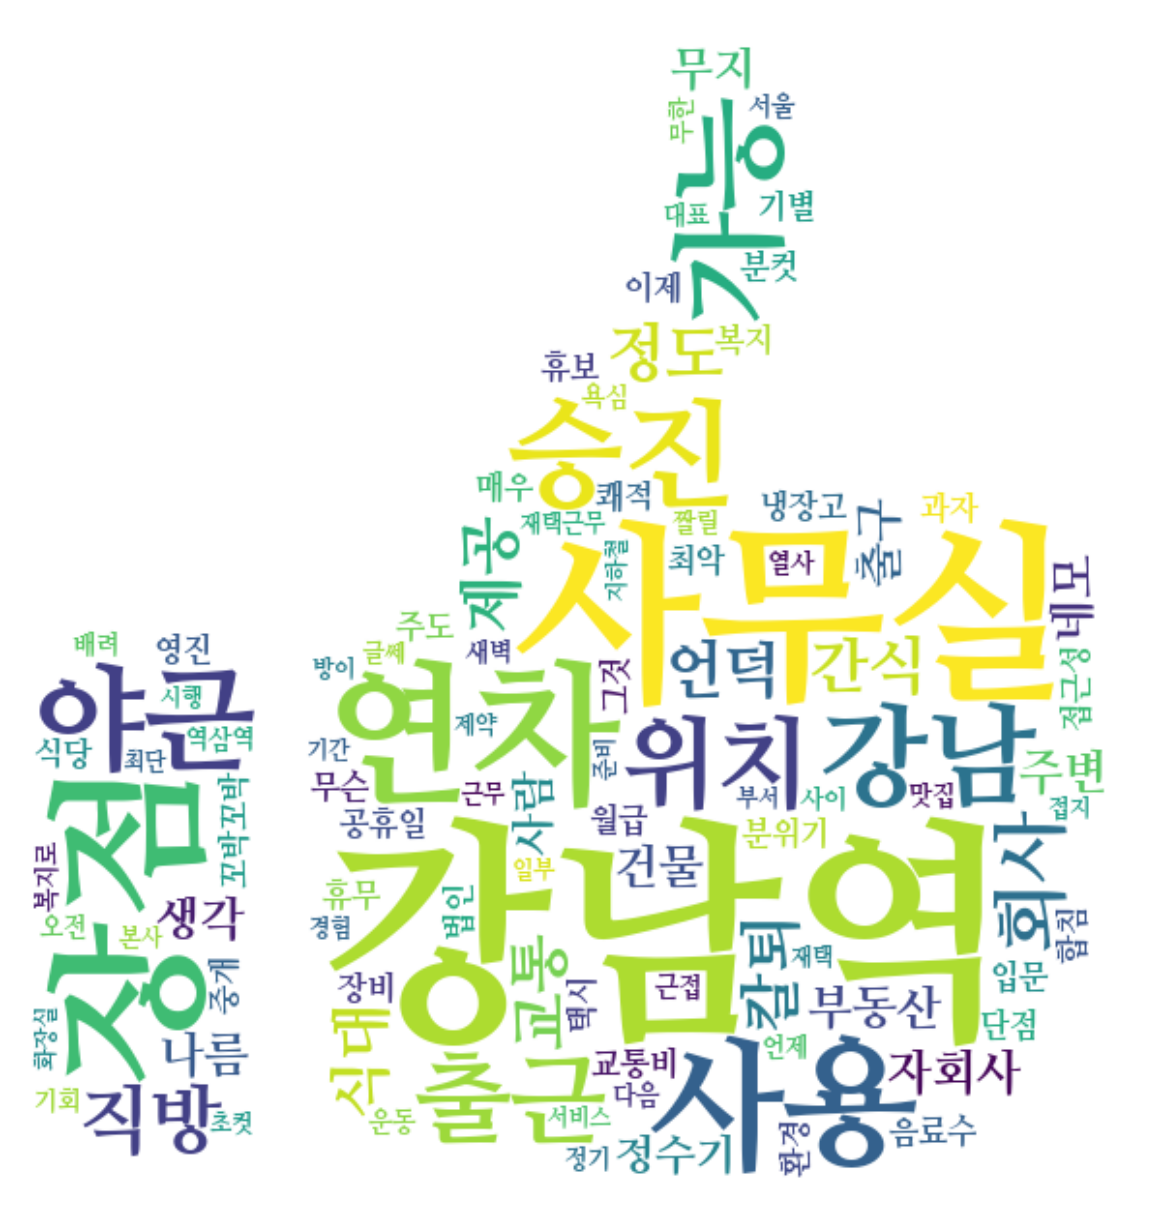 무지
무한
서울
가능
대표
기별
분컷
이제
정도
복지
휴보
욕심
승진
매우
쾌적
냉장고
과자
재택근무
짤릴
제공
사무실
지하철
최악
열사
출구
네모
주도
글쎄
새벽
그것
언덕
간식
접근성
배려
영진
야근
시행
식당
최단
역삼역
방이
연차
제약
위치
강남
주변
기간
무슨
근무
사람
준비
부서
사이
맛집
접지
공휴일
월급
분위기
장점
꼬박꼬박
복지로
오전
본사
생각
중개
강남역
휴무
일부
건물
회사
경험
법인
합침
장비
교통
택시
근접
칼퇴
재택
입문
화장실
나름
식대
부동산
단점
기회
직방
초컷
출근
교통비
사용
언제
자회사
운동
서비스
다음
정기
정수기
환경
음료수